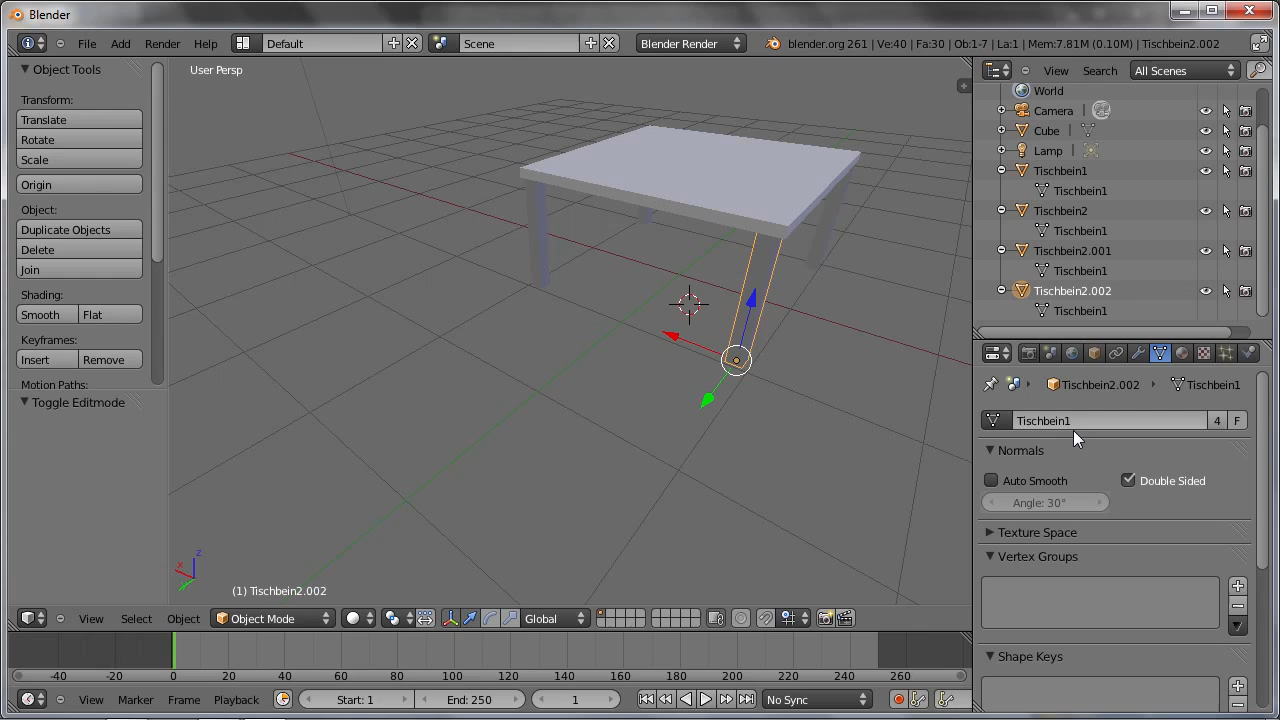 Blender
File Add Render Help Default Scene Blender Render blender.org 261 | Ve:40 | Fa:30 | Ob:1-7 | La:1 | Mem:7.81M (0.10M) | Tischbein2.002
Object Tools
Transform:
Translate
Rotate
Scale
Origin
Object:
Duplicate Objects
Delete
Join
Shading:
Smooth Flat
Keyframes:
Insert Remove
Motion Paths:
Toggle Editmode
User Persp
x
y
z
(1) Tischbein2.002
View Select Object Object Mode Global
-40 -20 0 20 40 60 80 100 120 140 160 180 200 220 240 260
View Marker Frame Playback Start: 1 End: 250 1 No Sync
View Search All Scenes
World
Camera
Cube
Lamp
Tischbein1
Tischbein1
Tischbein2
Tischbein1
Tischbein2.001
Tischbein1
Tischbein2.002
Tischbein1
Tischbein2.002 Tischbein1
Tischbein1 4 F
Normals
Auto Smooth Double Sided
Angle: 30°
Texture Space
Vertex Groups
Shape Keys